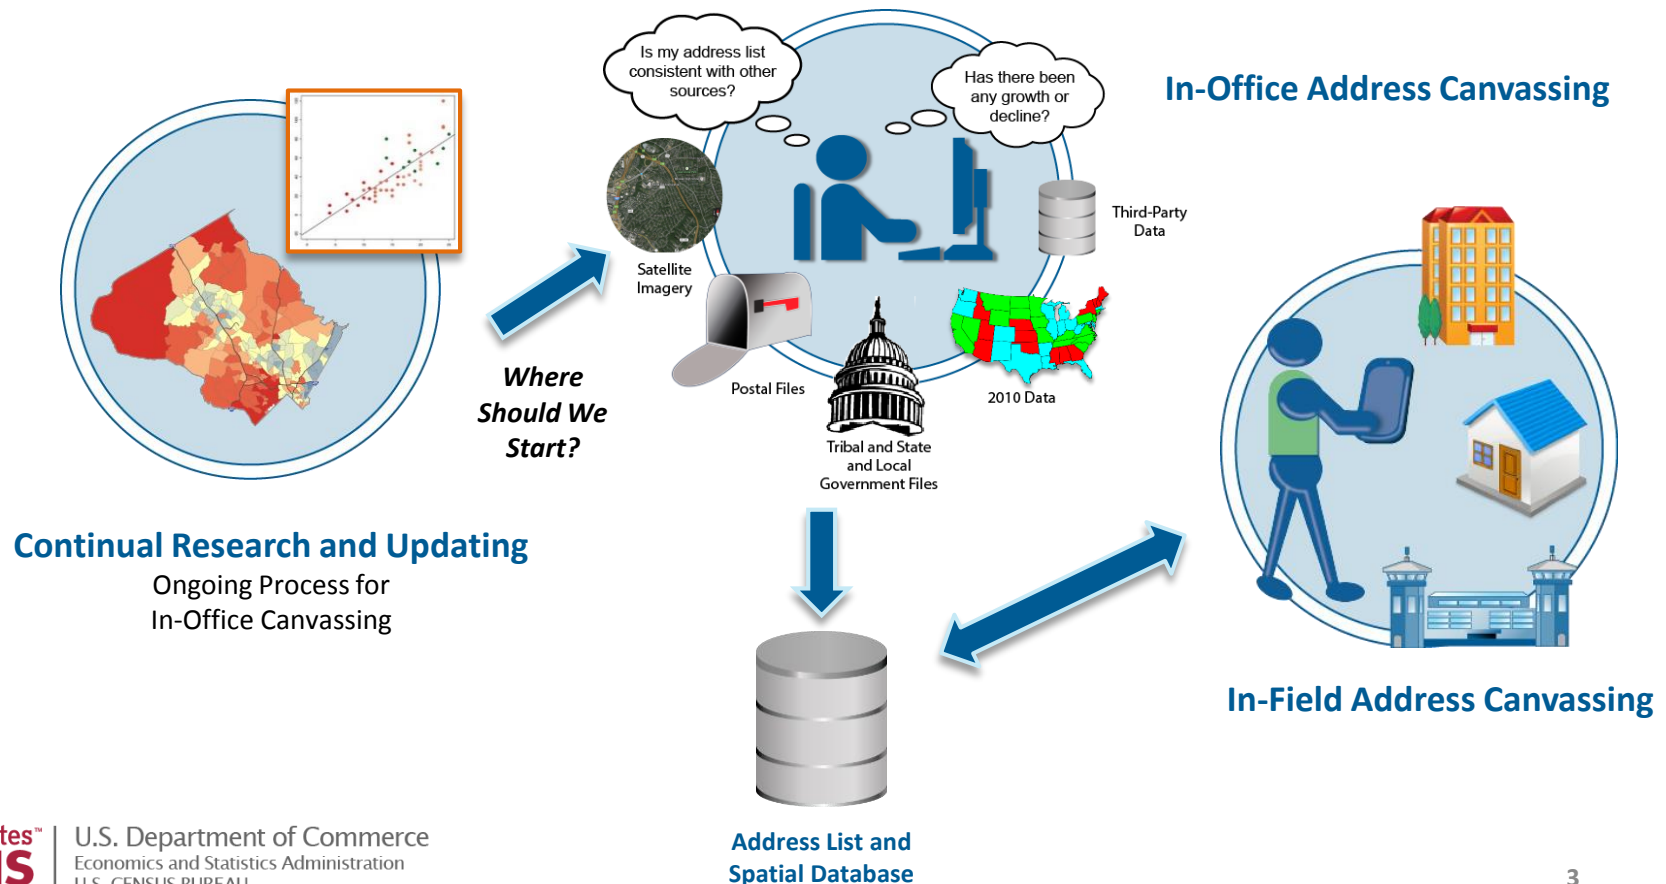 Is my address list
consistent with other
sources?
Has there been
any growth or
decline?
In-Office Address Canvassing
Third-Party
Data
Satellite
Imagery
Postal Files
2010 Data
Tribal and State
and Local
Government Files
Where
Should We
Start?
Continual Research and Updating
Ongoing Process for
In-Office Canvassing
In-Field Address Canvassing
Address List and
Spatial Database
U.S. Department of Commerce
Economics and Statistics Administration
U.S. CENSUS BUREAU
3